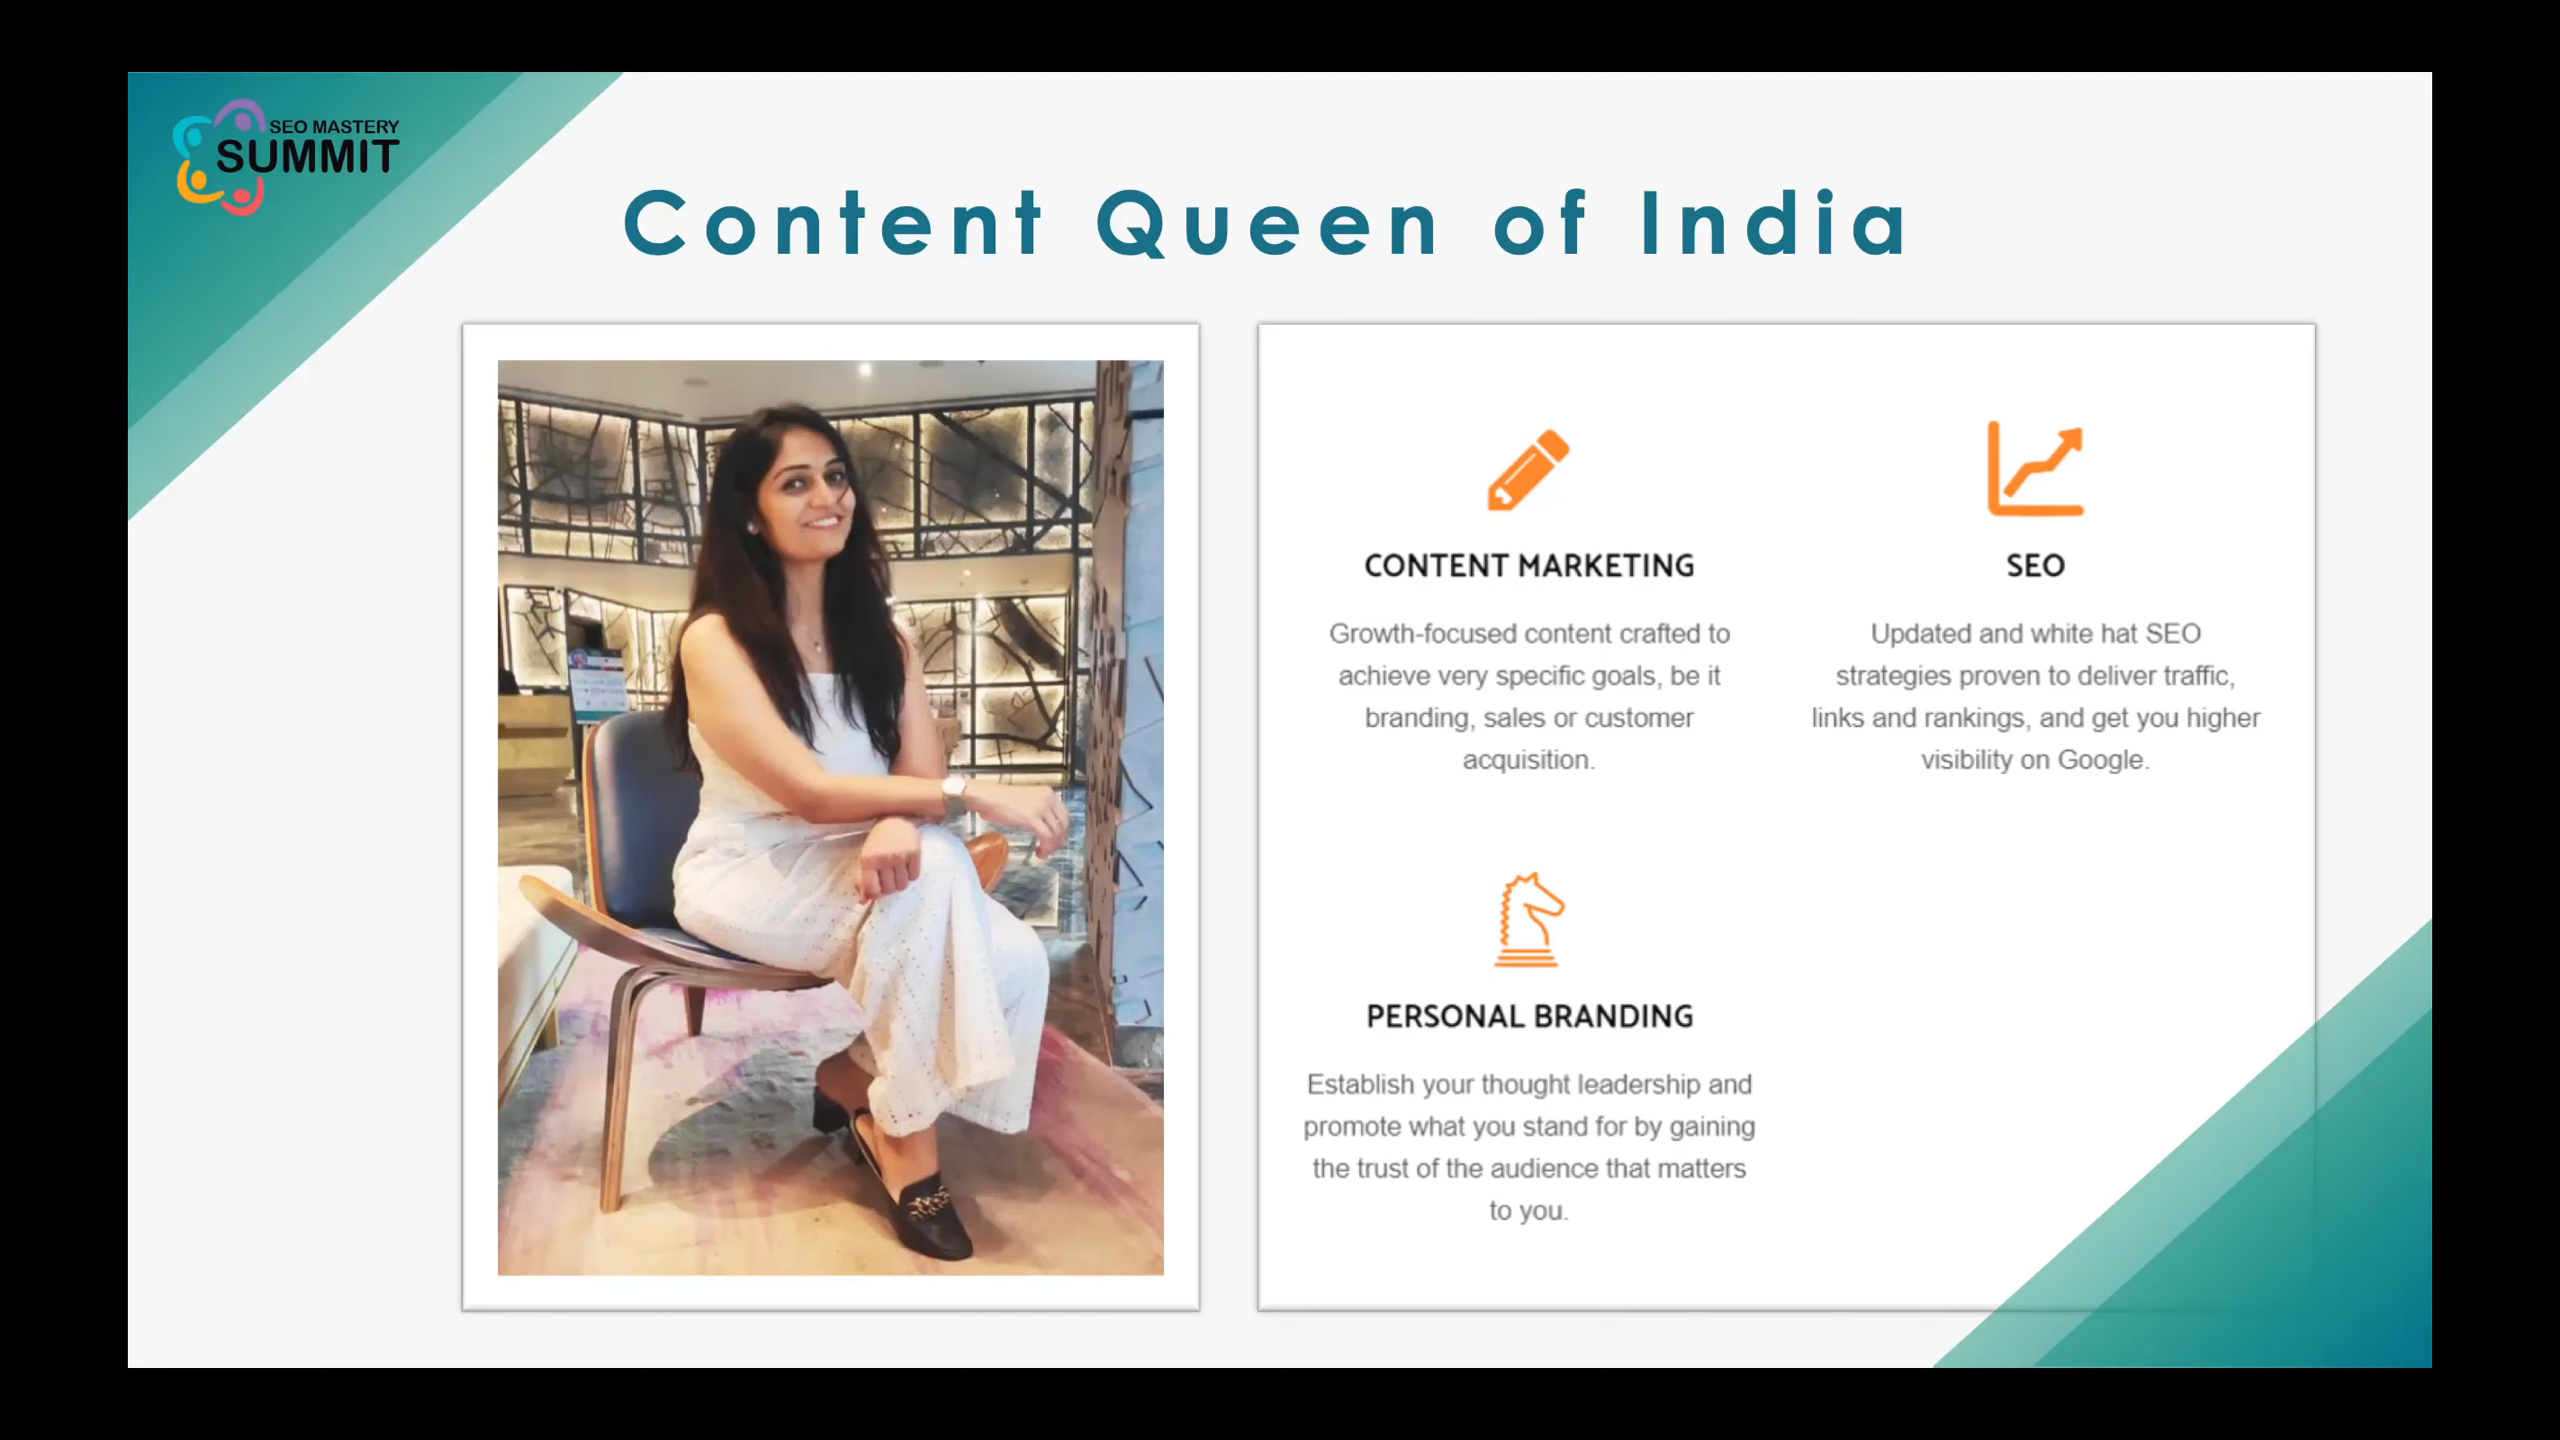 SEO MASTERY
SUMMIT
Content Queen of India
CONTENT MARKETING
Growth-focused content crafted to
achieve very specific goals, be it
branding, sales or customer
acquisition.
SEO
Updated and white hat SEO
strategies proven to deliver traffic,
links and rankings, and get you higher
visibility on Google.
PERSONAL BRANDING
Establish your thought leadership and
promote what you stand for by gaining
the trust of the audience that matters
to you.